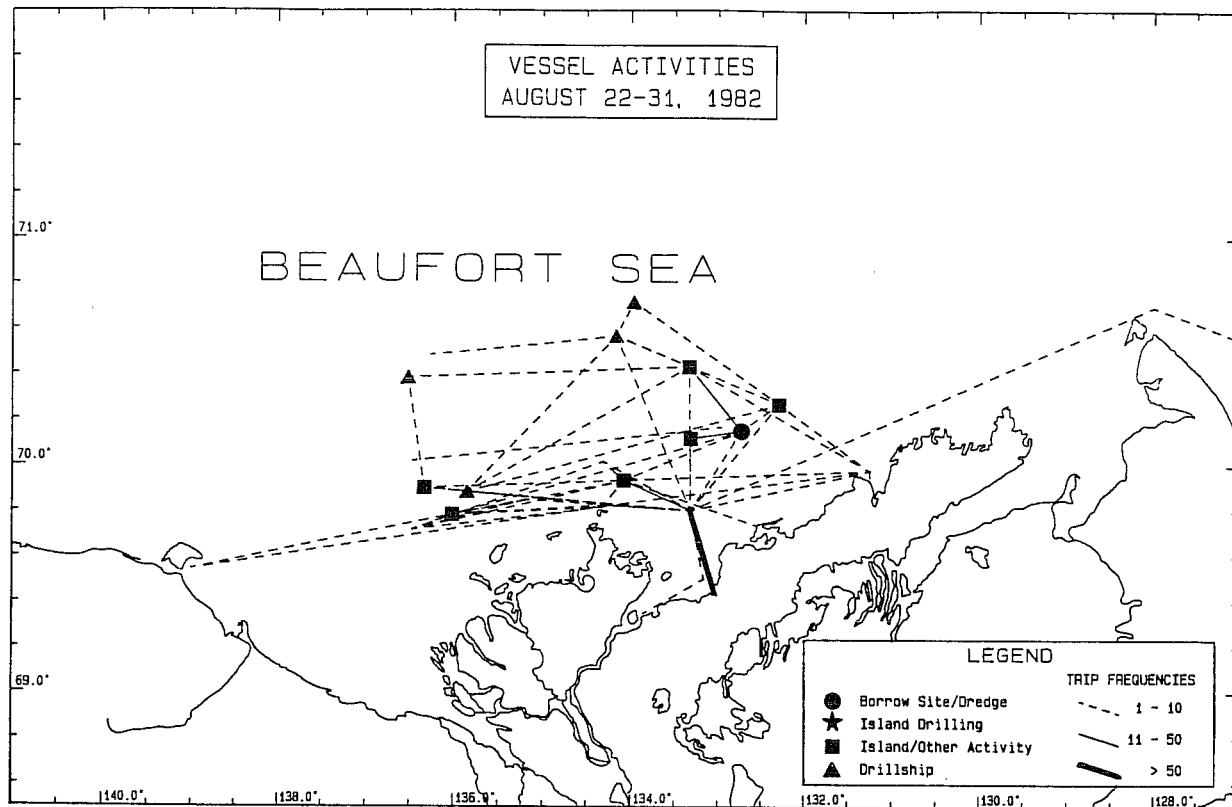 VESSEL ACTIVITIES
AUGUST 22-31, 1982
71.0°
BEAUFORT SEA
70.0°
69.0°
LEGEND
TRIP FREQUENCIES
Borrow Site/Dredge
1 - 10
Island Drilling
11 - 50
Island/Other Activity
Drillship
> 50
140.0° 138.0° 136.0° 134.0° 132.0° 130.0° 128.0°